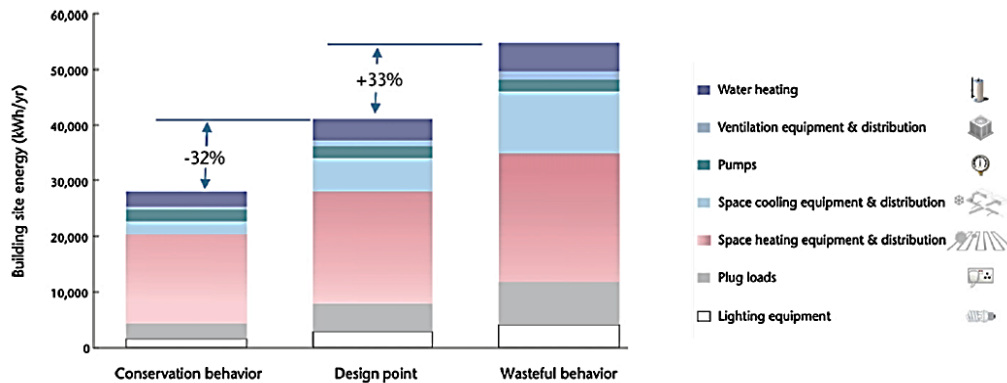 Building site energy (kWh/yr)
60,000
50,000
40,000
30,000
20,000
10,000
0
-32%
+33%
Conservation behavior
Design point
Wasteful behavior
Water heating
Ventilation equipment & distribution
Pumps
Space cooling equipment & distribution
Space heating equipment & distribution
Plug loads
Lighting equipment